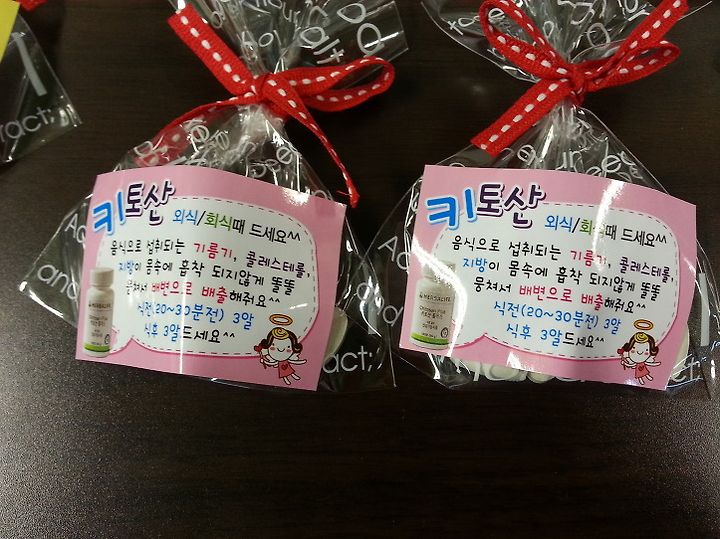 ract;
키토산 외식/회식때 드세요^^
음식으로 섭취되는 기름기, 콜레스테롤,
지방이 몸속에 흡착 되지않게 똘똘
뭉쳐서 배변으로 배출해줘요^^
식전(20~30분전) 3알
식후 3알드세요^^
HERBALIFE
and
act;
키토산 외식/회식때 드세요^^
음식으로 섭취되는 기름기, 콜레스테롤,
지방이 몸속에 흡착 되지않게 똘똘
뭉쳐서 배변으로 배출해줘요^^
식전(20~30분전) 3알
식후 3알드세요^^
HERBALIFE